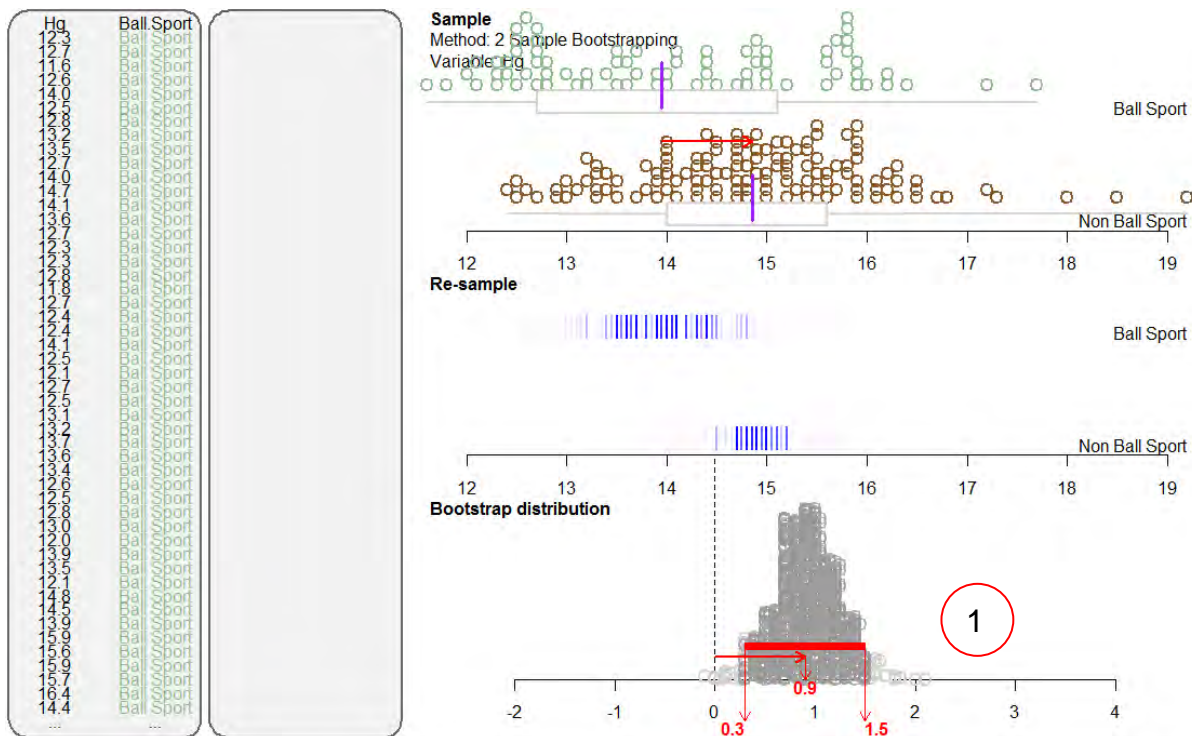 Hg Ball.Sport
12.3 Ball Sport
12.7 Ball Sport
11.6 Ball Sport
12.6 Ball Sport
14.0 Ball Sport
12.5 Ball Sport
12.8 Ball Sport
13.2 Ball Sport
13.5 Ball Sport
12.7 Ball Sport
14.0 Ball Sport
14.7 Ball Sport
14.1 Ball Sport
13.6 Ball Sport
12.7 Ball Sport
12.3 Ball Sport
12.3 Ball Sport
12.8 Ball Sport
11.8 Ball Sport
12.7 Ball Sport
12.4 Ball Sport
12.4 Ball Sport
14.1 Ball Sport
12.5 Ball Sport
12.1 Ball Sport
12.7 Ball Sport
12.5 Ball Sport
13.1 Ball Sport
13.2 Ball Sport
13.7 Ball Sport
13.6 Ball Sport
13.4 Ball Sport
12.6 Ball Sport
12.5 Ball Sport
12.8 Ball Sport
13.0 Ball Sport
12.0 Ball Sport
13.9 Ball Sport
13.5 Ball Sport
12.1 Ball Sport
14.8 Ball Sport
14.5 Ball Sport
13.9 Ball Sport
15.9 Ball Sport
15.6 Ball Sport
15.9 Ball Sport
15.7 Ball Sport
16.4 Ball Sport
14.4 Ball Sport
... ...
Sample
Method: 2 Sample Bootstrapping
Variable: Hg
Ball Sport
Non Ball Sport
12 13 14 15 16 17 18 19
Re-sample
Ball Sport
Non Ball Sport
12 13 14 15 16 17 18 19
Bootstrap distribution
1
0.9
-2 -1 0 1 2 3 4
0.3 1.5